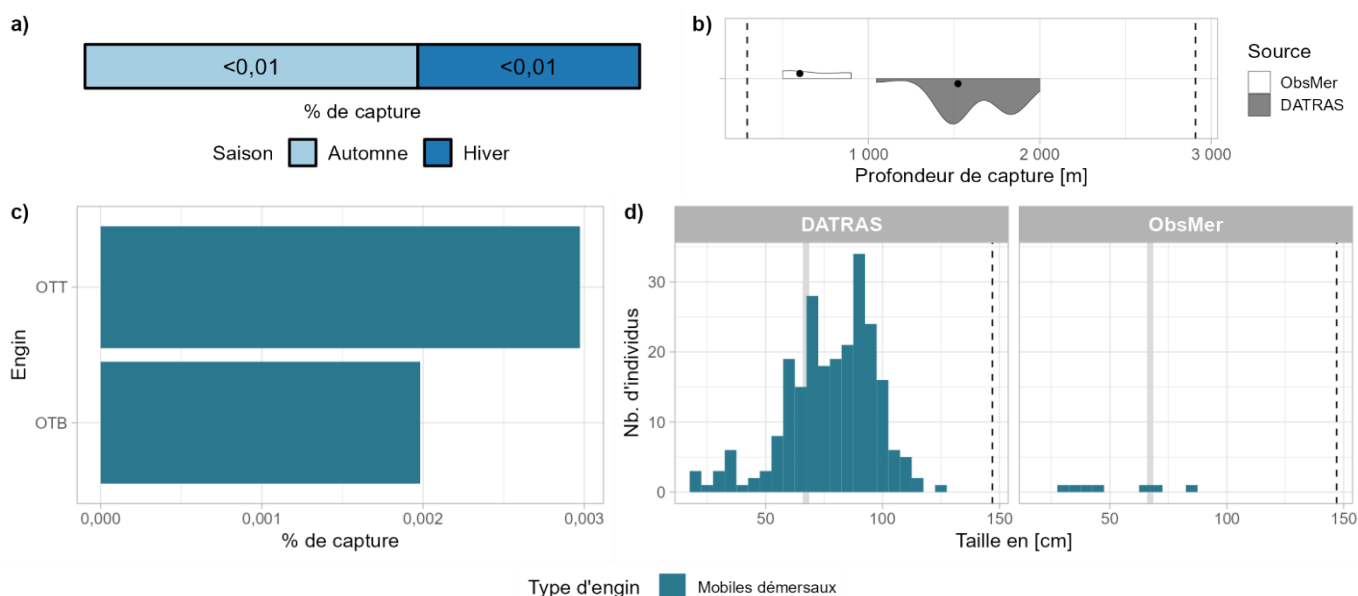 a)
<0,01 <0,01
% de capture
Saison Automne Hiver
b)
1 000 2 000 3 000
Profondeur de capture [m]
Source
ObsMer
DATRAS
c)
OTT
OTB
Engin
0,000 0,001 0,002 0,003
% de capture
d)
DATRAS ObsMer
30
20
10
0
Nb. d'individus
50 100 150 50 100 150
Taille en [cm]
Type d'engin Mobiles démersaux